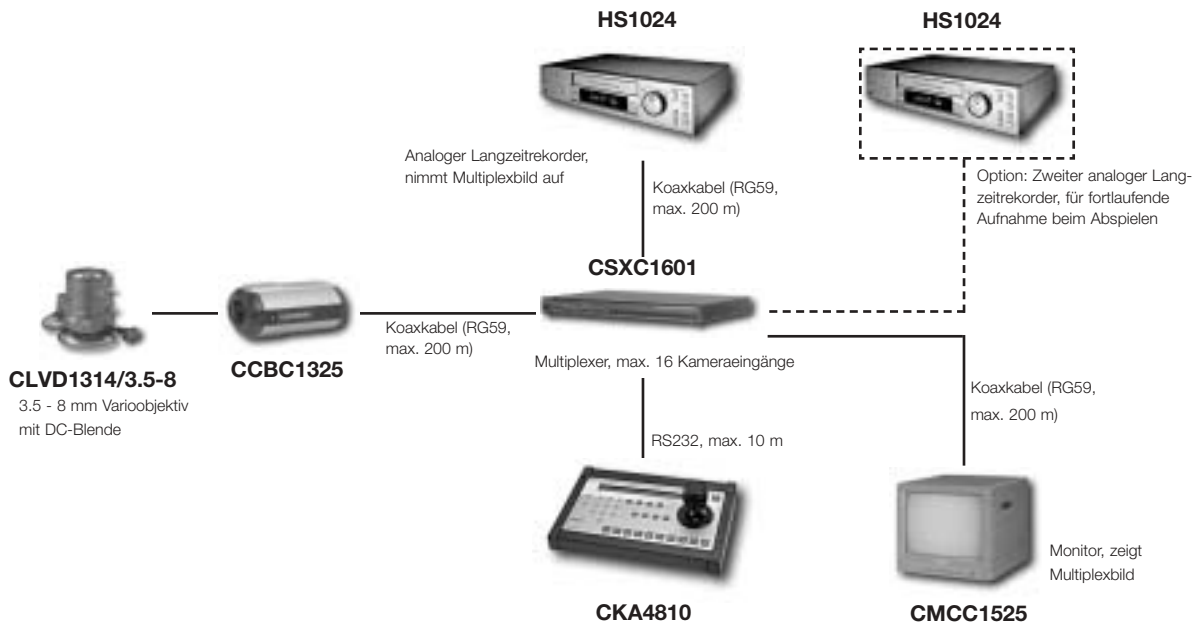 HS1024
HS1024
Analoger Langzeitrekorder,
nimmt Multiplexbild auf
Koaxkabel (RG59,
max. 200 m)
Option: Zweiter analoger Lang-
zeitrekorder, für fortlaufende
Aufnahme beim Abspielen
CSXC1601
Koaxkabel (RG59,
max. 200 m)
CLVD1314/3.5-8
3.5 - 8 mm Varioobjektiv
mit DC-Blende
CCBC1325
Multiplexer, max. 16 Kameraeingänge
Koaxkabel (RG59,
max. 200 m)
RS232, max. 10 m
Monitor, zeigt
Multiplexbild
CKA4810
CMCC1525